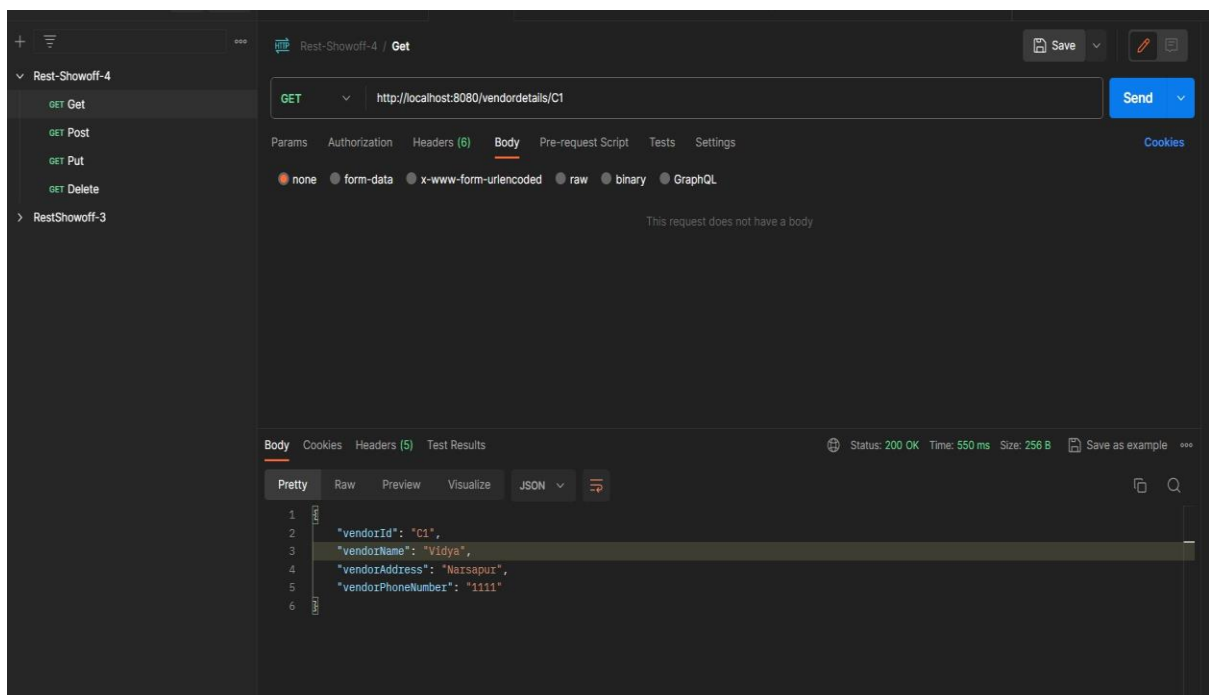 Rest-Showoff-4
GET Get
GET Post
GET Put
GET Delete
RestShowoff-3
HTTP Rest-Showoff-4 / Get
Save
GET http://localhost:8080/vendordetails/C1 Send
Params Authorization Headers (6) Body Pre-request Script Tests Settings Cookies
none form-data x-www-form-urlencoded raw binary GraphQL
This request does not have a body
Body Cookies Headers (5) Test Results Status: 200 OK Time: 550 ms Size: 256 B Save as example
Pretty Raw Preview Visualize JSON
1 {
2 "vendorId": "C1",
3 "vendorName": "Vidya",
4 "vendorAddress": "Narsapur",
5 "vendorPhoneNumber": "1111"
6 }